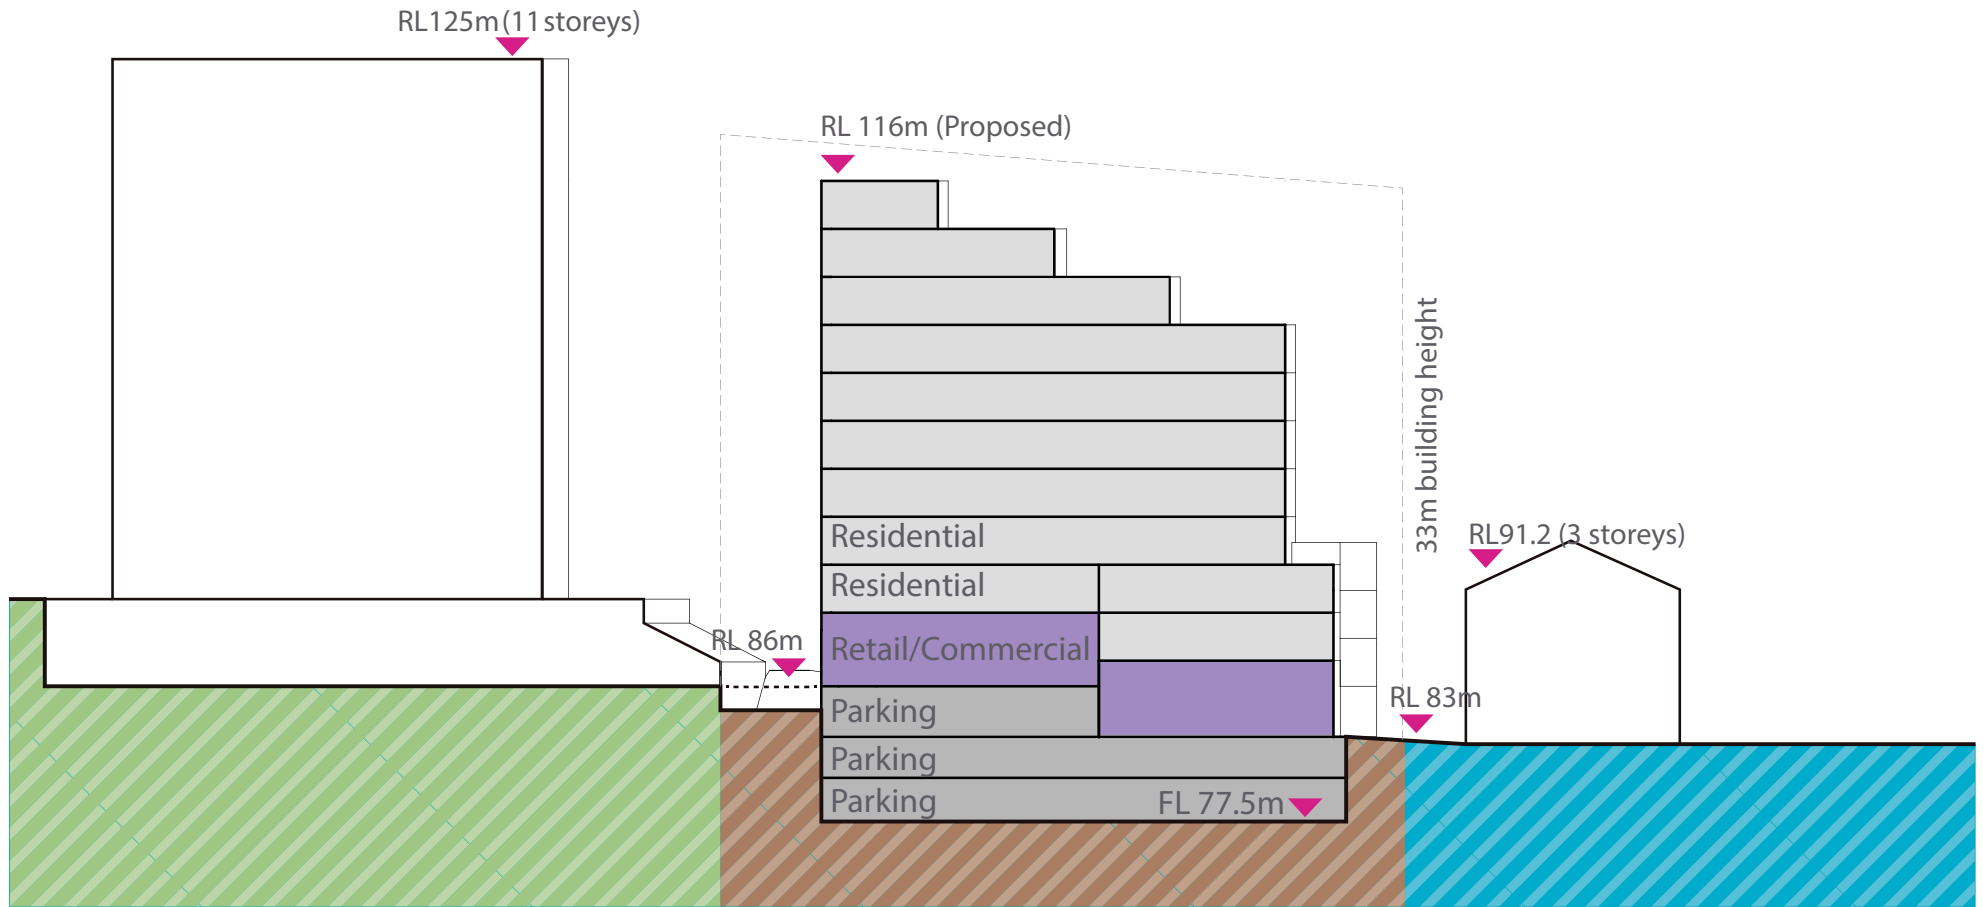 RL125m (11 storeys)
RL 116m (Proposed)
33m building height
Residential
RL91.2 (3 storeys)
Residential
RL 86m
Retail/Commercial
RL 83m
Parking
Parking
Parking
FL 77.5m